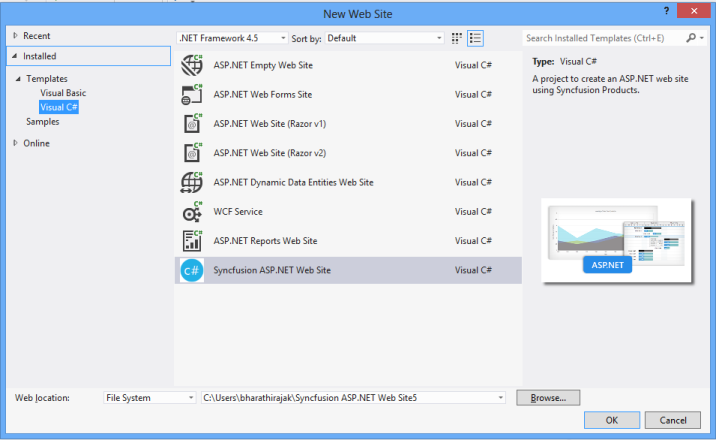 New Web Site
? ×
Recent
Installed
Templates
Visual Basic
Visual C#
Samples
Online
.NET Framework 4.5 Sort by: Default
Search Installed Templates (Ctrl+E)
ASP.NET Empty Web Site Visual C#
ASP.NET Web Forms Site Visual C#
ASP.NET Web Site (Razor v1) Visual C#
ASP.NET Web Site (Razor v2) Visual C#
ASP.NET Dynamic Data Entities Web Site Visual C#
WCF Service Visual C#
ASP.NET Reports Web Site Visual C#
C# Syncfusion ASP.NET Web Site Visual C#
Type: Visual C#
A project to create an ASP.NET web site
using Syncfusion Products.
ASP.NET
Web location: File System C:\Users\bharathirajak\Syncfusion ASP.NET Web Site5 Browse...
OK Cancel